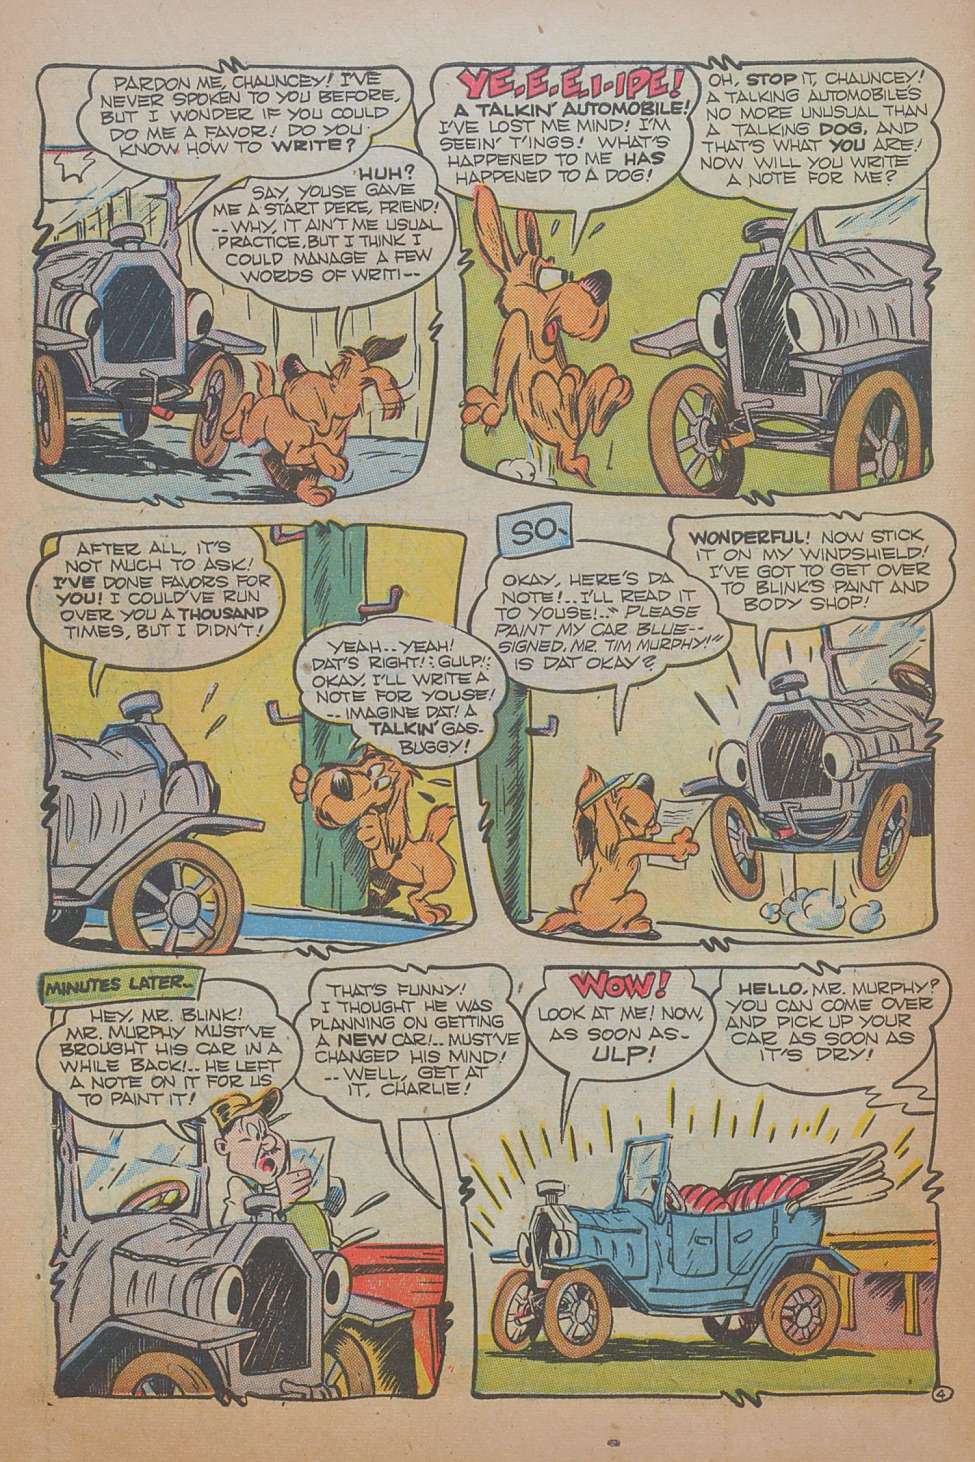 PARDON ME, CHAUNCEY! I'VE
NEVER SPOKEN TO YOU BEFORE,
BUT I WONDER IF YOU COULD
DO ME A FAVOR! DO YOU
KNOW HOW TO WRITE?
HUH?
SAY, YOUSE GAVE
ME A START DERE, FRIEND!
--WHY, IT AIN'T ME USUAL
PRACTICE, BUT I THINK I
COULD MANAGE A FEW
WORDS OF WRITI--
YE-E-E-I-IPE!
A TALKIN' AUTOMOBILE!
I'VE LOST ME MIND! I'M
SEEIN' T'INGS! WHAT'S
HAPPENED TO ME HAS
HAPPENED TO A DOG!
OH, STOP IT, CHAUNCEY!
A TALKING AUTOMOBILE'S
NO MORE UNUSUAL THAN
A TALKING DOG, AND
THAT'S WHAT YOU ARE!
NOW WILL YOU WRITE
A NOTE FOR ME?
AFTER ALL, IT'S
NOT MUCH TO ASK!
I'VE DONE FAVORS FOR
YOU! I COULD'VE RUN
OVER YOU A THOUSAND
TIMES, BUT I DIDN'T!
YEAH..YEAH!
DAT'S RIGHT!: GULP!:
OKAY, I'LL WRITE A
NOTE FOR YOUSE!
--IMAGINE DAT! A
TALKIN' GAS-
BUGGY!
SO-
OKAY, HERE'S DA
NOTE!..I'LL READ IT
TO YOUSE!.."PLEASE
PAINT MY CAR BLUE--
SIGNED, MR. TIM MURPHY!"
IS DAT OKAY?
WONDERFUL! NOW STICK
IT ON MY WINDSHIELD!
I'VE GOT TO GET OVER
TO BLINK'S PAINT AND
BODY SHOP!
MINUTES LATER--
HEY, MR. BLINK!
MR. MURPHY MUST'VE
BROUGHT HIS CAR IN A
WHILE BACK!..HE LEFT
A NOTE ON IT FOR US
TO PAINT IT!
THAT'S FUNNY!
I THOUGHT HE WAS
PLANNING ON GETTING
A NEW CAR!..MUST'VE
CHANGED HIS MIND!
--WELL, GET AT
IT, CHARLIE!
WOW!
LOOK AT ME! NOW,
AS SOON AS--
ULP!
HELLO, MR. MURPHY?
YOU CAN COME OVER
AND PICK UP YOUR
CAR AS SOON AS
IT'S DRY!
4